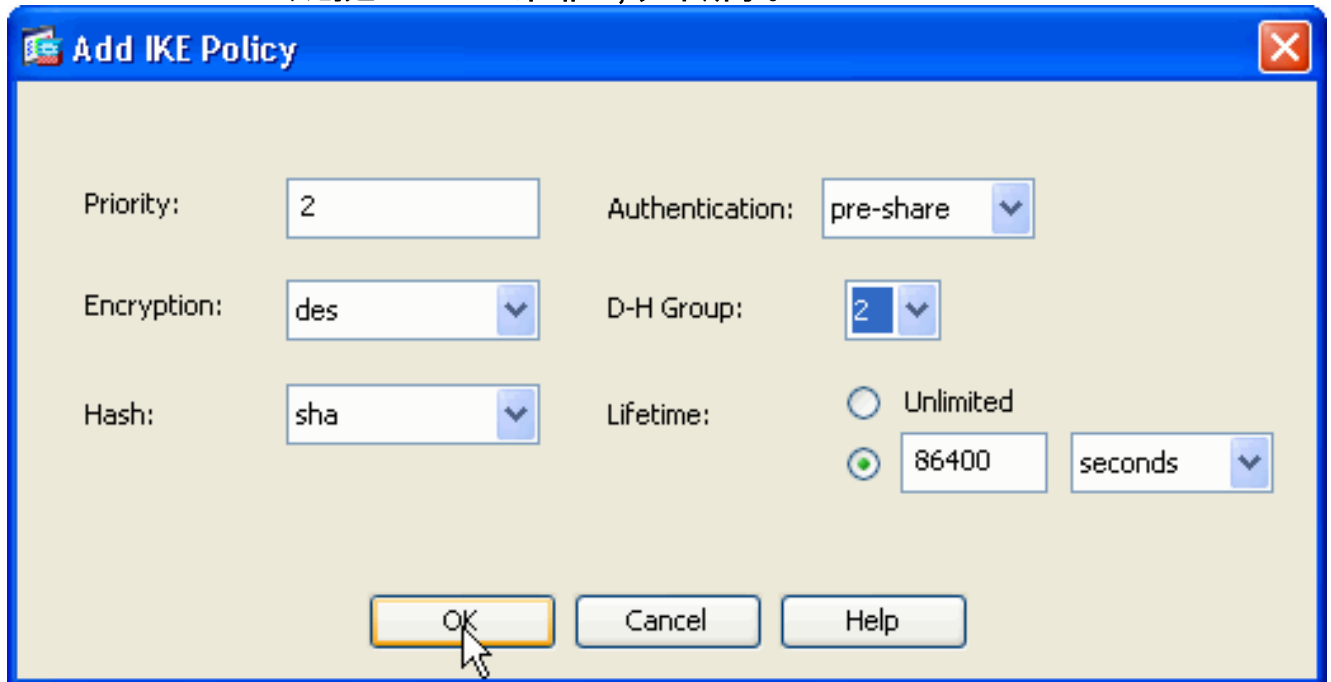 Add IKE Policy
Priority: 2 Authentication: pre-share
Encryption: des D-H Group: 2
Hash: sha Lifetime: Unlimited
86400 seconds
OK Cancel Help